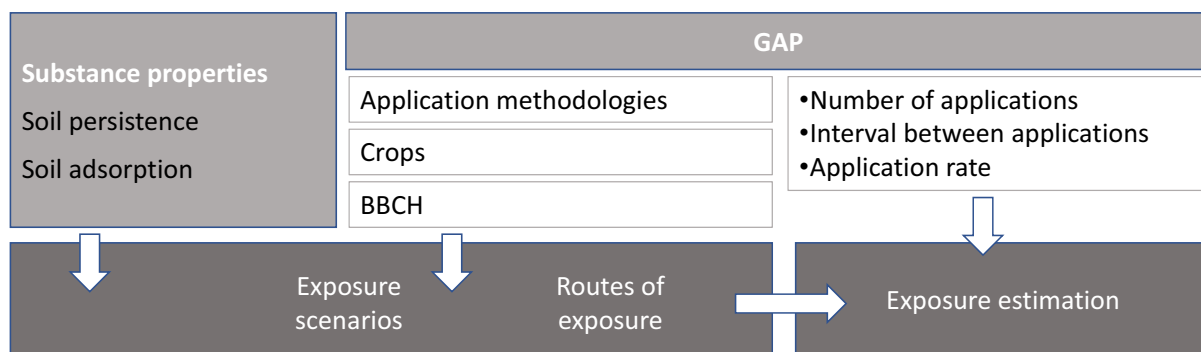 Substance properties
Soil persistence
Soil adsorption
GAP
Application methodologies
Crops
BBCH
•Number of applications
•Interval between applications
•Application rate
Exposure
scenarios
Routes of
exposure
Exposure estimation